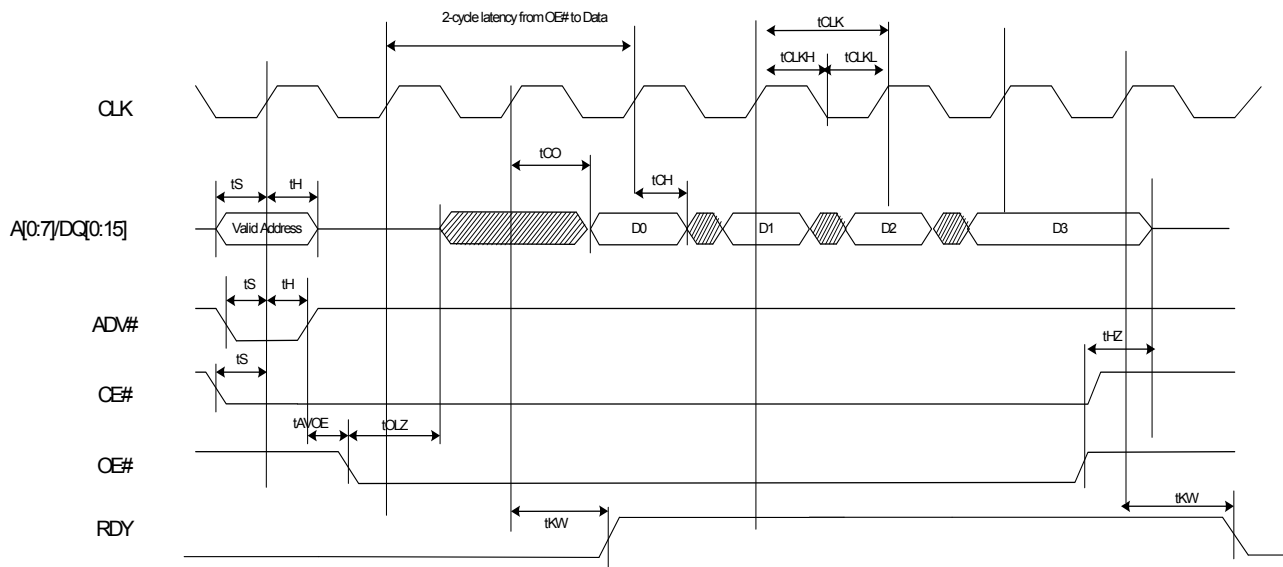 2-cycle latency from OE# to Data
tCLK
tCLKH
tCLKL
CLK
tCO
tS
tH
tCH
A[0:7]/DQ[0:15]
Valid Address
D0
D1
D2
D3
tS
tH
ADV#
tHZ
tS
CE#
tAVOE
tOLZ
OE#
tKW
tKW
RDY